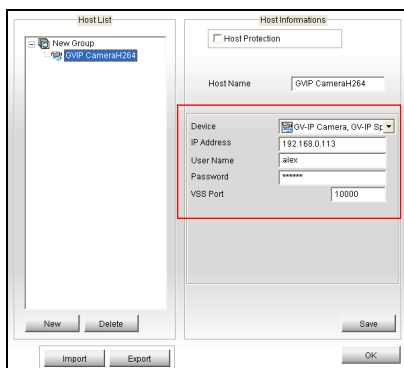 Host List
New Group
GVIP CameraH264
New
Delete
Import
Export
Host Informations
Host Protection
Host Name
GVIP CameraH264
Device
GV-IP Camera, GV-IP Sp
IP Address
192.168.0.113
User Name
alex
Password
******
VSS Port
10000
Save
OK